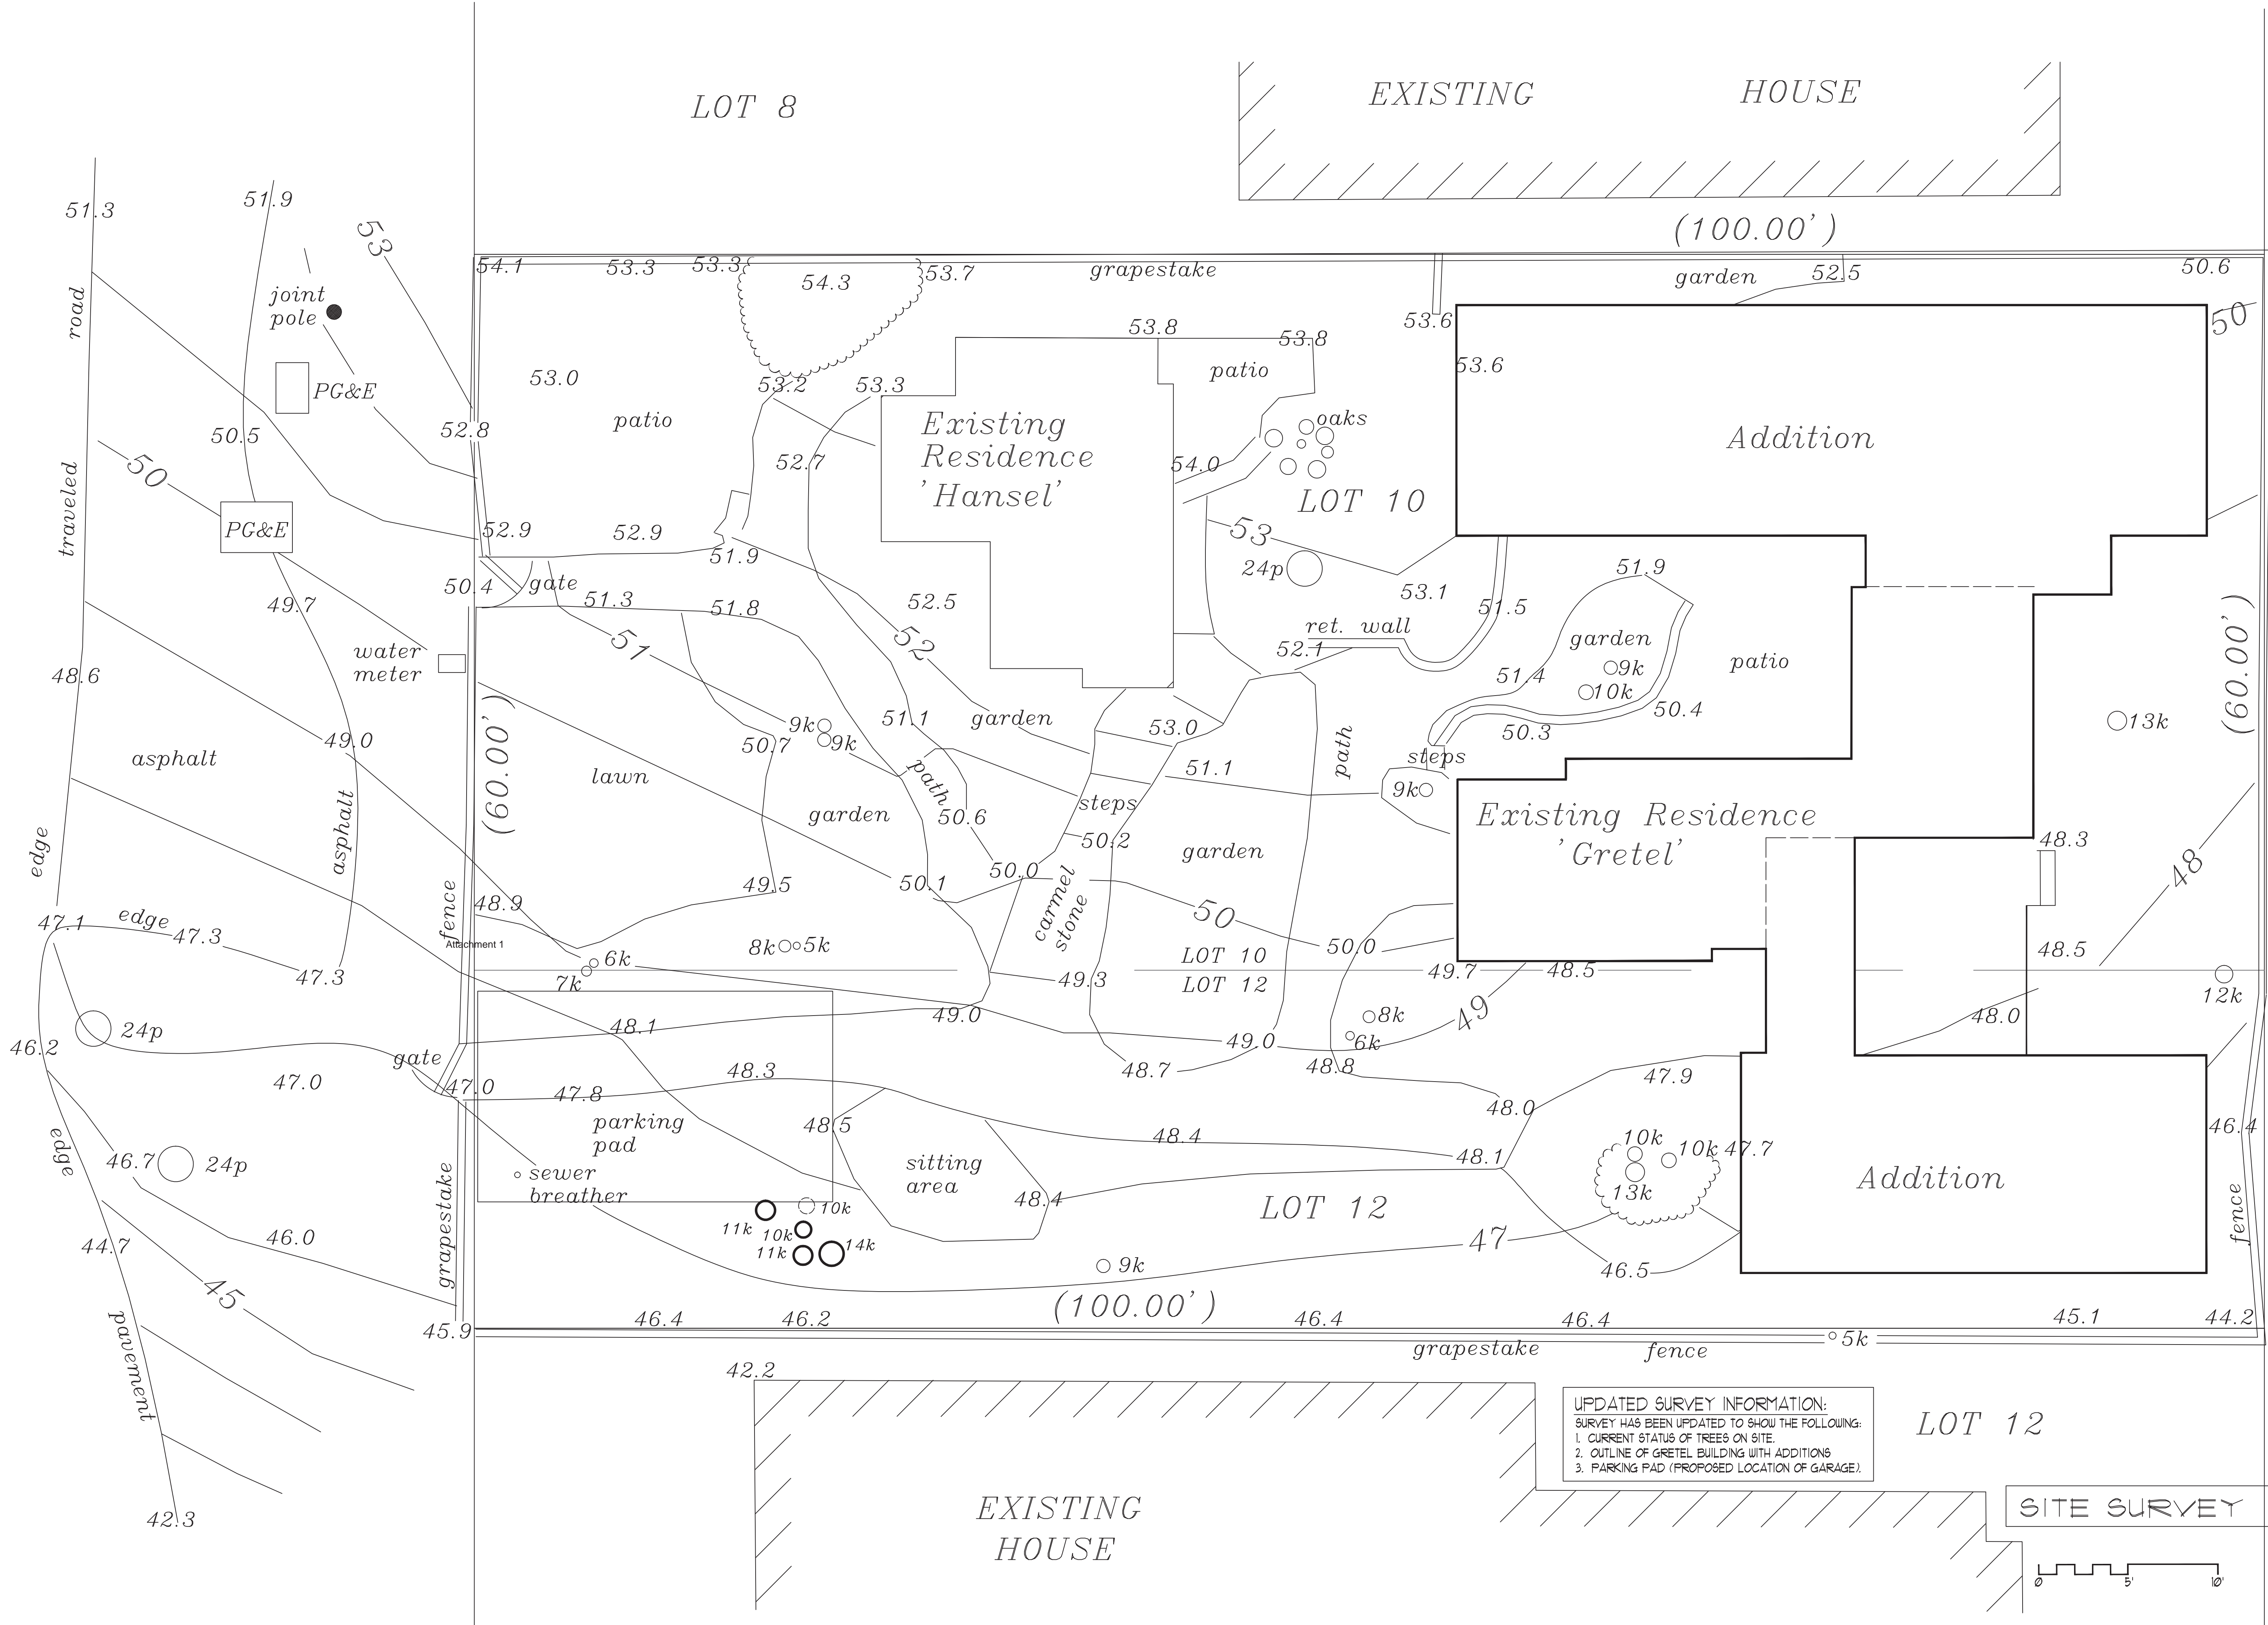 LOT 8
EXISTING HOUSE
(100.00')
51.3
51.9
53
54.1
53.3
53.3
54.3
53.7
grapestake
garden
52.5
50.6
road
joint
pole
53.6
50
53.8
53.8
53.6
PG&E
53.0
53.2
53.3
patio
patio
52.8
50.5
Existing
Residence
'Hansel'
oaks
Addition
50
52.7
54.0
traveled
LOT 10
PG&E
52.9
52.9
51.9
53
24p
51.9
50.4
gate
49.7
51.3
51.8
52.5
53.1
51.5
51
52
ret. wall
52.1
garden
(60.00')
water
meter
48.6
51.4
9k
10k
patio
(60.00')
49.0
asphalt
9k
9k
50.7
51.1
garden
53.0
50.4
50.3
13k
lawn
path
51.1
path
steps
9k
steps
asphalt
garden
50.6
Existing Residence
'Gretel'
edge
50.2
garden
48.3
48
50.0
49.5
50.1
48.9
fence
carmel
stone
50
47.1
edge
47.3
Attachment 1
8k
5k
50.0
LOT 10
48.5
6k
7k
47.3
49.3
LOT 12
49.7
48.5
12k
24p
48.1
49.0
8k
6k
49
48.0
46.2
gate
49.0
47.0
47.0
48.3
48.7
48.8
47.9
47.8
48.0
parking
pad
48.5
48.4
46.4
edge
46.7
24p
sitting
area
48.1
10k
10k
47.7
13k
sewer
breather
48.4
LOT 12
Addition
10k
11k
10k
11k
14k
44.7
46.0
grapestake
47
fence
45
9k
46.5
(100.00')
45.9
46.4
46.2
46.4
46.4
45.1
44.2
pavement
grapestake
fence
5k
42.2
UPDATED SURVEY INFORMATION:
SURVEY HAS BEEN UPDATED TO SHOW THE FOLLOWING:
1. CURRENT STATUS OF TREES ON SITE.
2. OUTLINE OF GRETEL BUILDING WITH ADDITIONS
3. PARKING PAD (PROPOSED LOCATION OF GARAGE).
LOT 12
EXISTING
HOUSE
42.3
SITE SURVEY
0 5' 10'